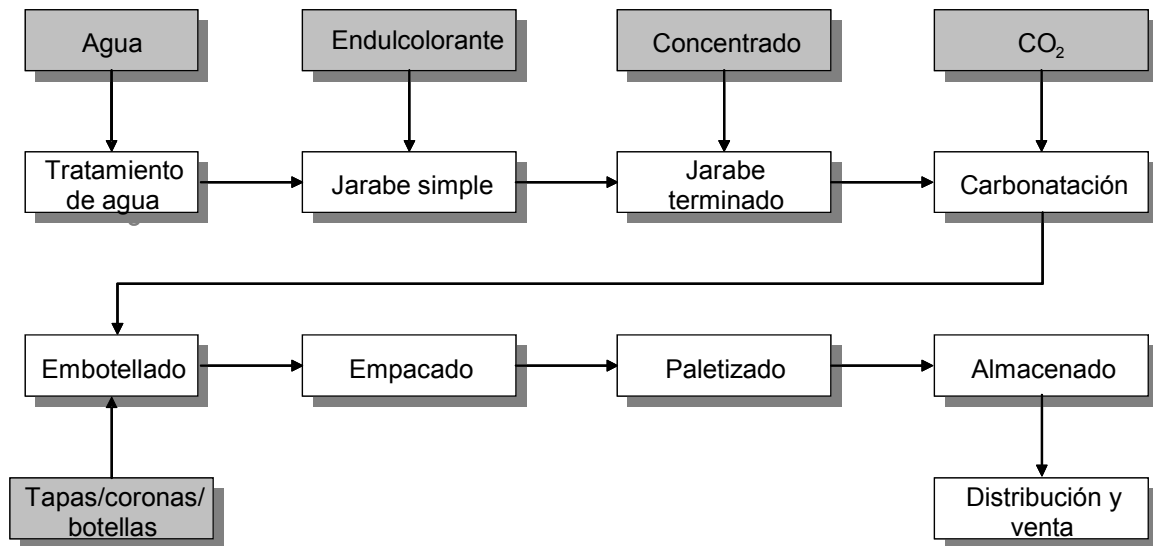 Agua
Endulcolorante
Concentrado
CO₂
Tratamiento
de agua
Jarabe simple
Jarabe
terminado
Carbonatación
Embotellado
Empacado
Paletizado
Almacenado
Tapas/coronas/
botellas
Distribución y
venta